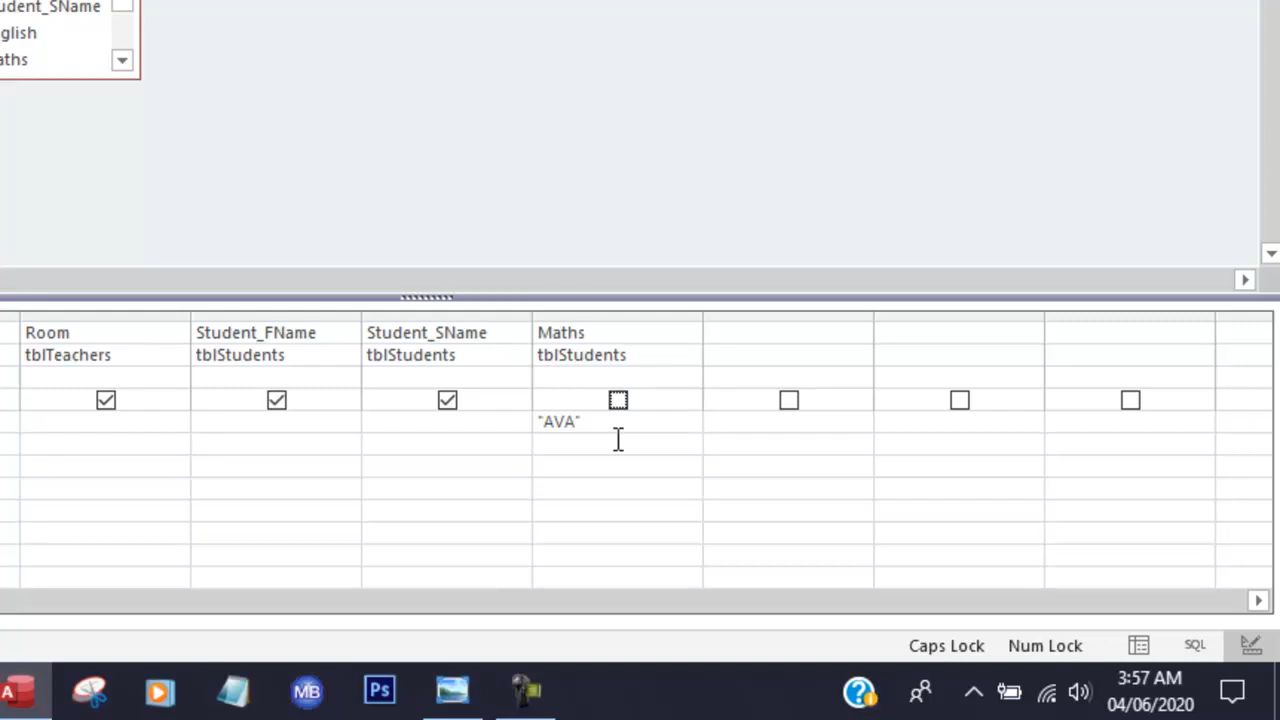 udent_SName
glish
aths
Room Student_FName Student_SName Maths
tblTeachers tblStudents tblStudents tblStudents
"AVA"
Caps Lock Num Lock SQL
A MB Ps ? 3:57 AM
04/06/2020